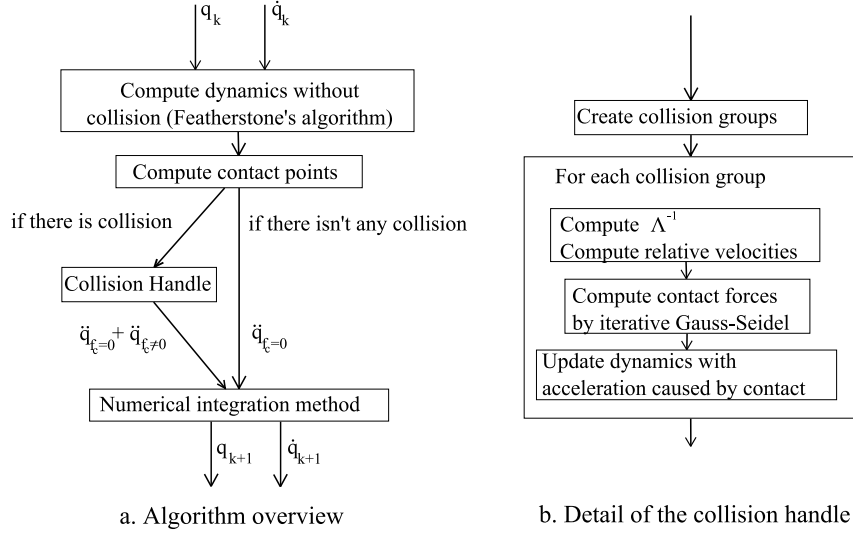 q k   q̇ k
Compute dynamics without
collision (Featherstone's algorithm)
Compute contact points
if there is collision
if there isn't any collision
Collision Handle
q̈ f_c=0 + q̈ f_c≠0
q̈ f_c=0
Numerical integration method
q k+1   q̇ k+1
a. Algorithm overview
Create collision groups
For each collision group
Compute Λ⁻¹
Compute relative velocities
Compute contact forces
by iterative Gauss-Seidel
Update dynamics with
acceleration caused by contact
b. Detail of the collision handle